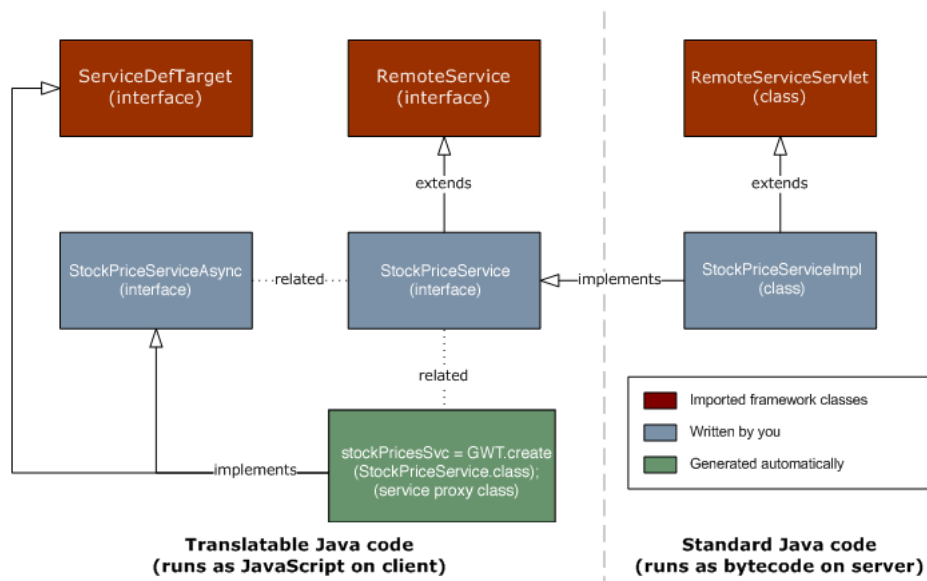 ServiceDefTarget
(interface)
RemoteService
(interface)
RemoteServiceServlet
(class)
extends
extends
StockPriceServiceAsync
(interface)
related
StockPriceService
(interface)
implements
StockPriceServiceImpl
(class)
related
stockPricesSvc = GWT.create
(StockPriceService.class);
(service proxy class)
implements
Imported framework classes
Written by you
Generated automatically
Translatable Java code
(runs as JavaScript on client)
Standard Java code
(runs as bytecode on server)